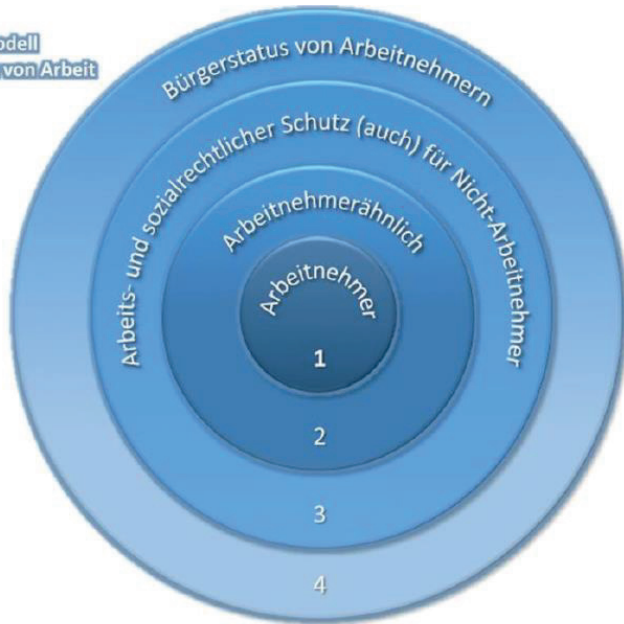 von Arbeit
Bürgerstatus von Arbeitnehmern
Arbeits- und sozialrechtlicher Schutz (auch) für Nicht-Arbeitnehmer
Arbeitnehmerähnlich
Arbeitnehmer
1
2
3
4